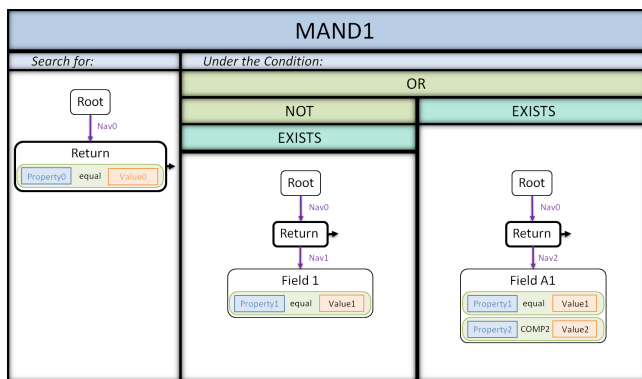 MAND1
Search for:
Under the Condition:
OR
NOT
EXISTS
EXISTS
Root
Nav0
Return
Property0 equal Value0
Root
Nav0
Return
Nav1
Field 1
Property1 equal Value1
Root
Nav0
Return
Nav2
Field A1
Property1 equal Value1
Property2 COMP2 Value2